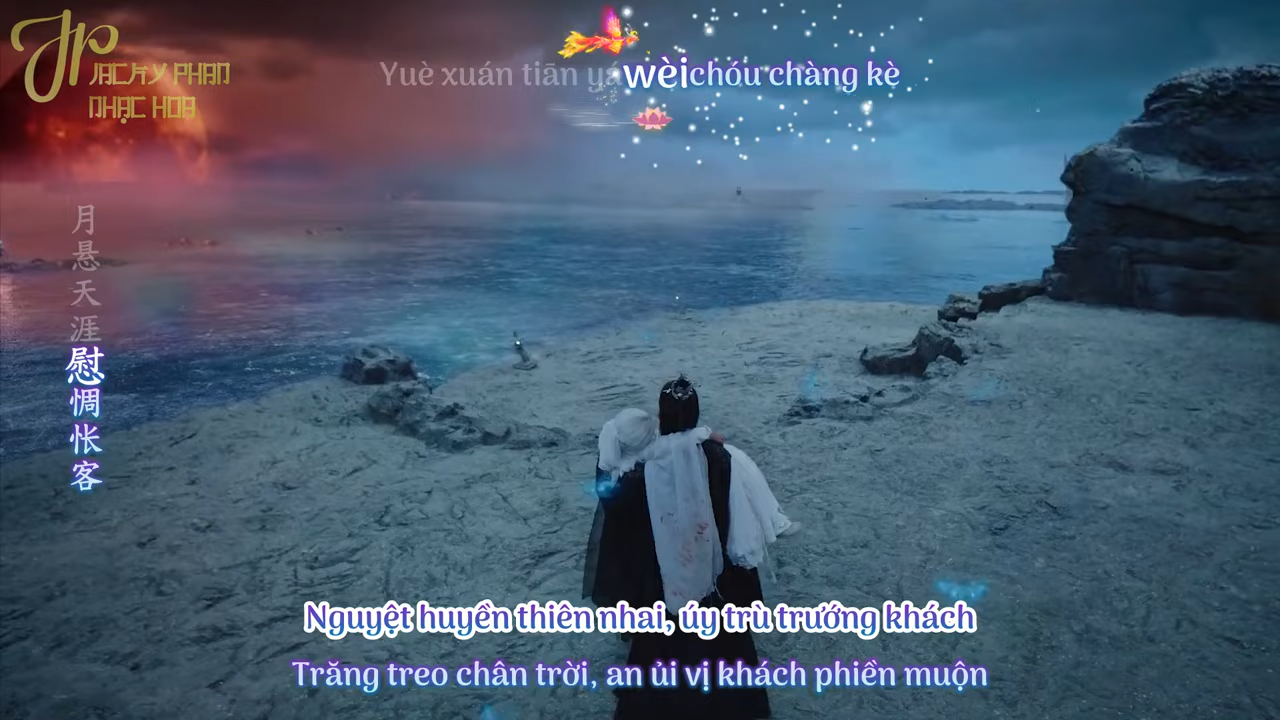 JP
JACKY PHAN
NHẠC HOA
Yuè xuán tiān yá wèi chóu chàng kè
月悬天涯慰惆怅客
Nguyệt huyền thiên nhai, úy trù trướng khách
Trăng treo chân trời, an ủi vị khách phiền muộn